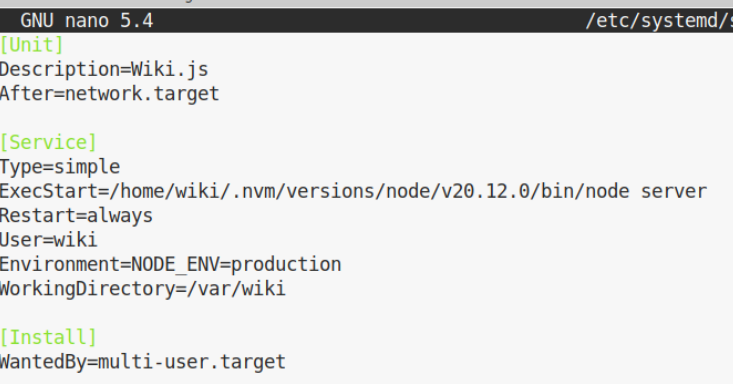 GNU nano 5.4 /etc/systemd/s
[Unit]
Description=Wiki.js
After=network.target
[Service]
Type=simple
ExecStart=/home/wiki/.nvm/versions/node/v20.12.0/bin/node server
Restart=always
User=wiki
Environment=NODE_ENV=production
WorkingDirectory=/var/wiki
[Install]
WantedBy=multi-user.target